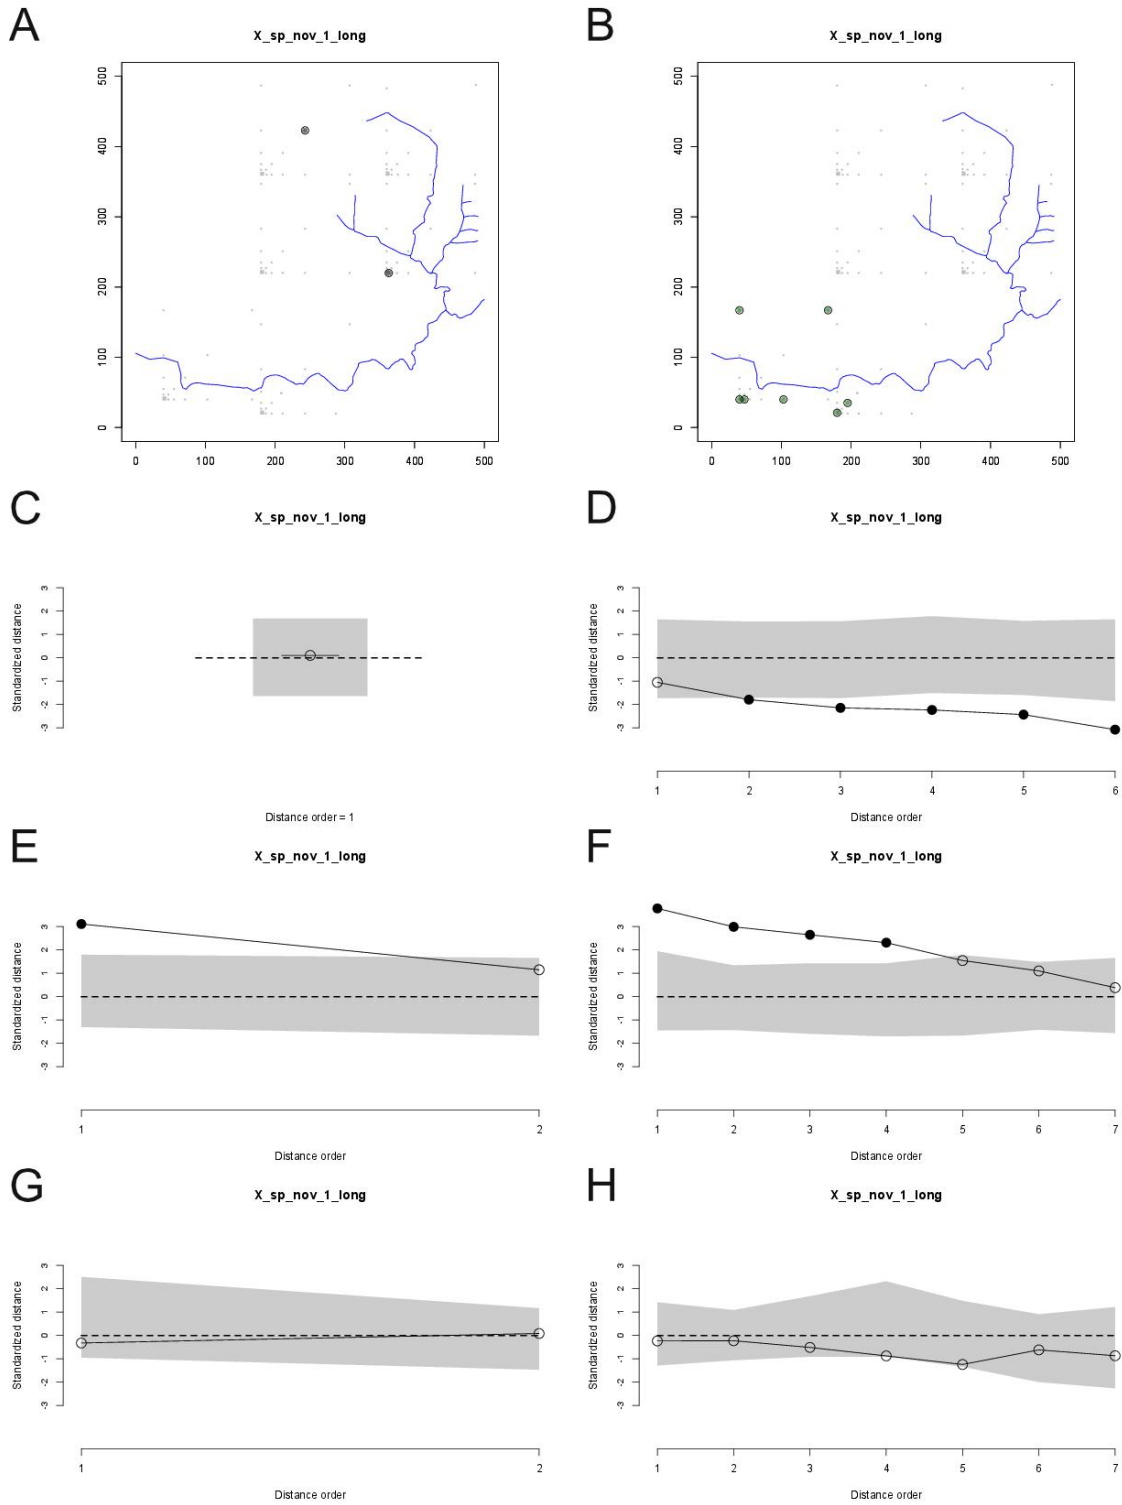 A
X_sp_nov_1_long
500
400
300
200
100
0
0 100 200 300 400 500
B
X_sp_nov_1_long
500
400
300
200
100
0
0 100 200 300 400 500
C
X_sp_nov_1_long
Standardized distance
3
2
1
0
-1
-2
-3
Distance order = 1
D
X_sp_nov_1_long
Standardized distance
3
2
1
0
-1
-2
-3
1 2 3 4 5 6
Distance order
E
X_sp_nov_1_long
Standardized distance
3
2
1
0
-1
-2
-3
1 2
Distance order
F
X_sp_nov_1_long
Standardized distance
3
2
1
0
-1
-2
-3
1 2 3 4 5 6 7
Distance order
G
X_sp_nov_1_long
Standardized distance
3
2
1
0
-1
-2
-3
1 2
Distance order
H
X_sp_nov_1_long
Standardized distance
3
2
1
0
-1
-2
-3
1 2 3 4 5 6 7
Distance order